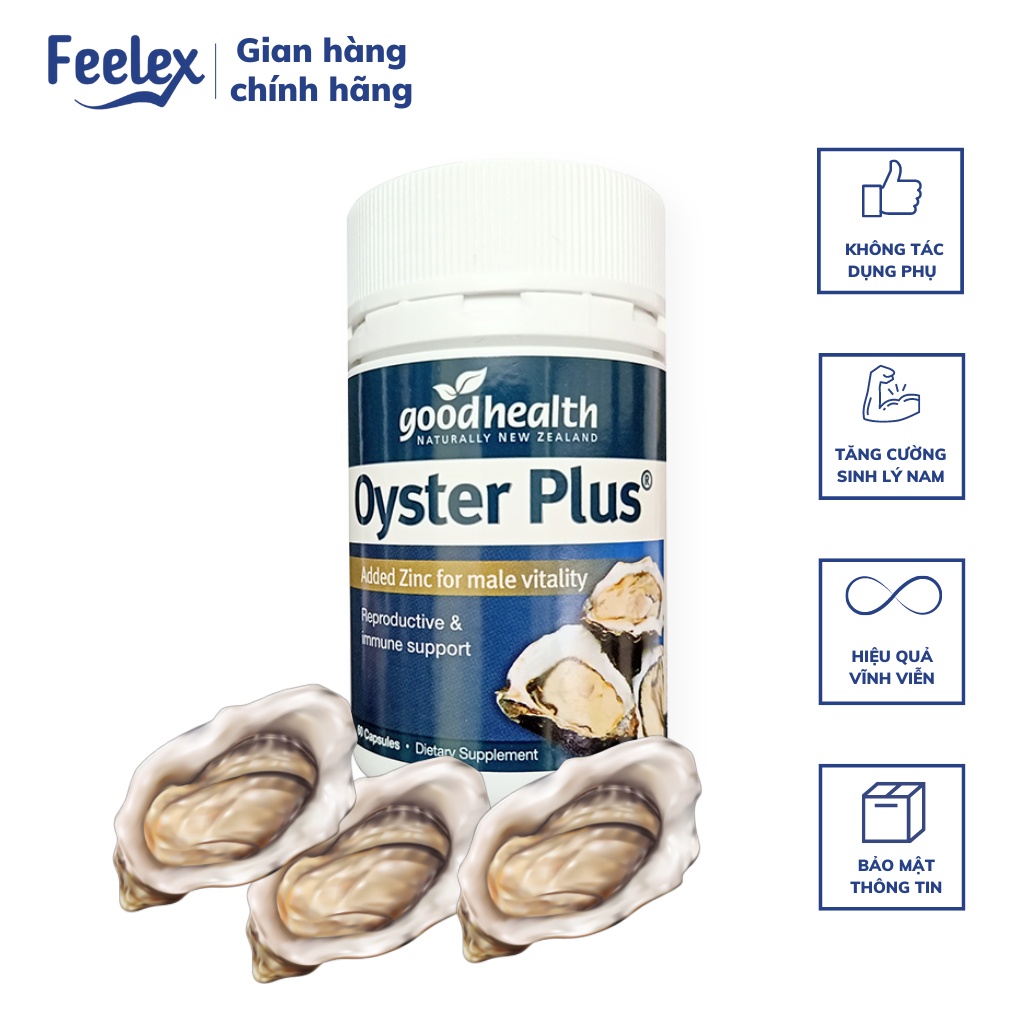 Feelex
Gian hàng
chính hãng
goodhealth
NATURALLY NEW ZEALAND
Oyster Plus®
Added Zinc for male vitality
Reproductive &
immune support
60 Capsules • Dietary Supplement
KHÔNG TÁC
DỤNG PHỤ
TĂNG CƯỜNG
SINH LÝ NAM
HIỆU QUẢ
VĨNH VIỄN
BẢO MẬT
THÔNG TIN